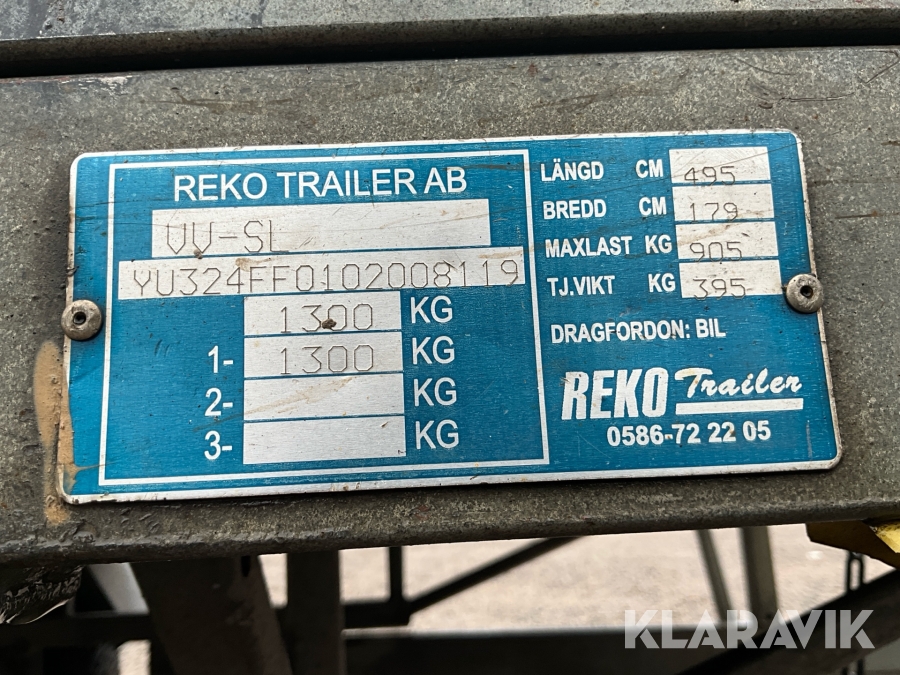 REKO TRAILER AB
VV-SL
YU324FF0102008119
1300 KG
1- 1300 KG
2- KG
3- KG
LÄNGD CM 495
BREDD CM 179
MAXLAST KG 905
TJ.VIKT KG 395
DRAGFORDON: BIL
REKO Trailer
0586-72 22 05
KLARAVIK